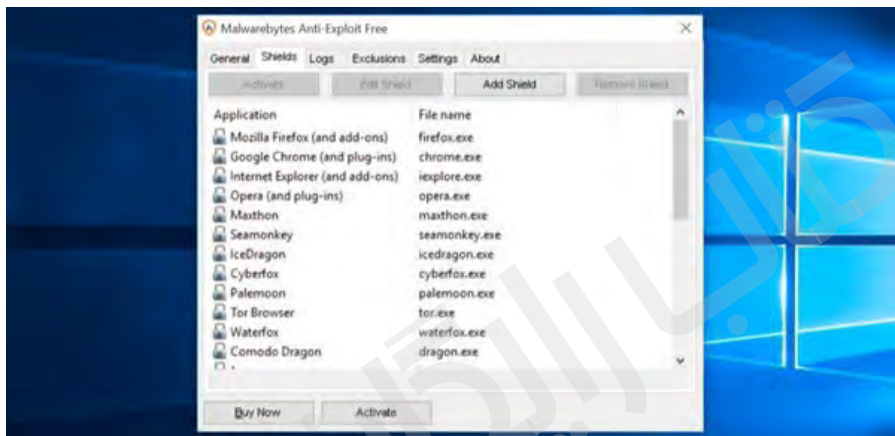 Malwarebytes Anti-Exploit Free
General Shields Logs Exclusions Settings About
Activate Edit Shield Add Shield Remove Shield
Application File name
Mozilla Firefox (and add-ons) firefox.exe
Google Chrome (and plug-ins) chrome.exe
Internet Explorer (and add-ons) iexplore.exe
Opera (and plug-ins) opera.exe
Maxthon maxthon.exe
Seamonkey seamonkey.exe
IceDragon icedragon.exe
Cyberfox cyberfox.exe
Palemoon palemoon.exe
Tor Browser tor.exe
Waterfox waterfox.exe
Comodo Dragon dragon.exe
Buy Now Activate